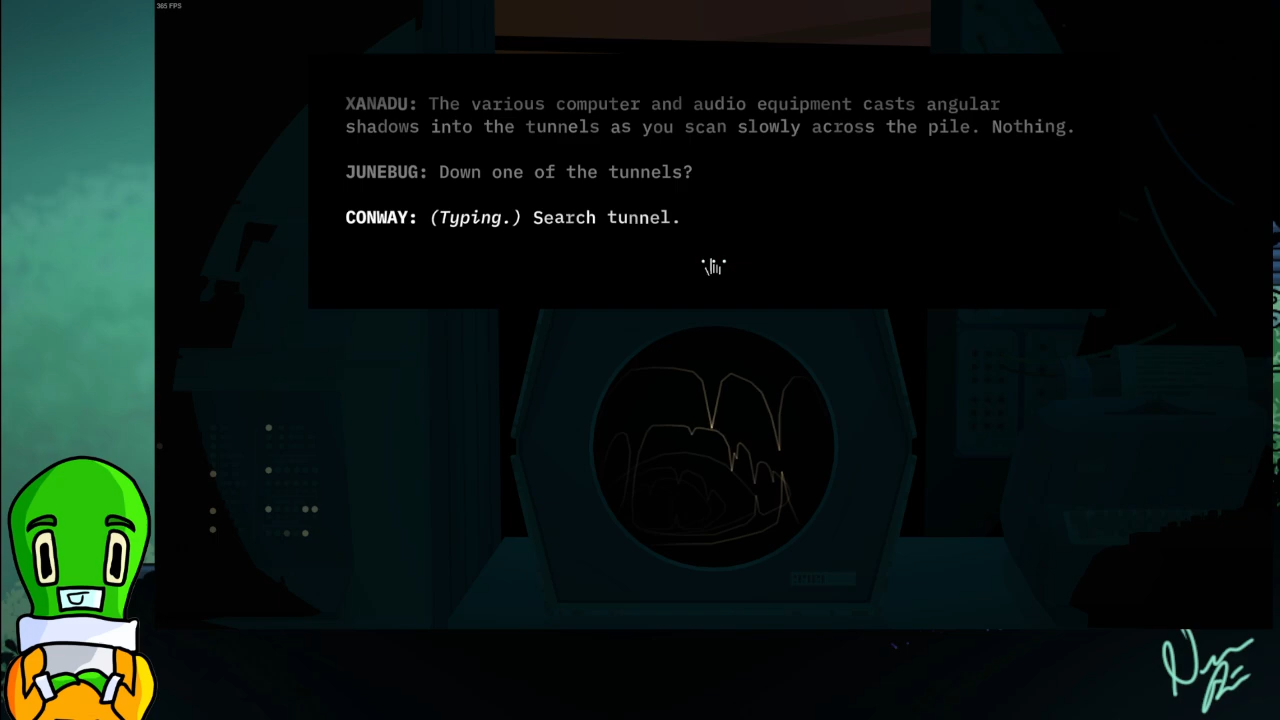 365 FPS
XANADU: The various computer and audio equipment casts angular
shadows into the tunnels as you scan slowly across the pile. Nothing.
JUNEBUG: Down one of the tunnels?
CONWAY: (Typing.) Search tunnel.